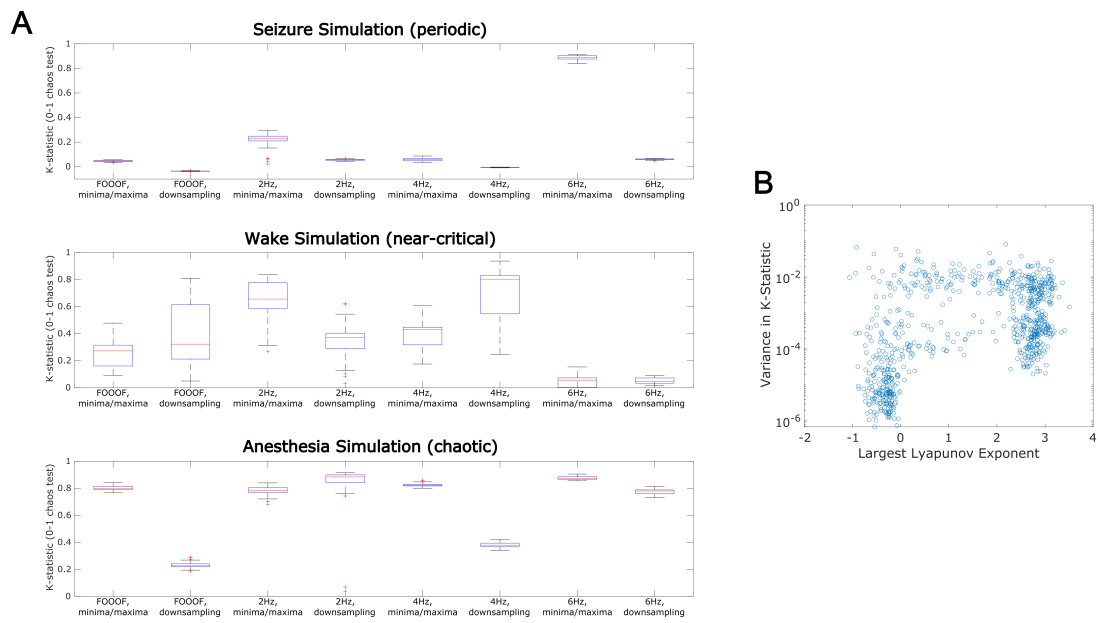 A
Seizure Simulation (periodic)
K-statistic (0-1 chaos test)
1
0.8
0.6
0.4
0.2
0
FOOOF, minima/maxima
FOOOF, downsampling
2Hz, minima/maxima
2Hz, downsampling
4Hz, minima/maxima
4Hz, downsampling
6Hz, minima/maxima
6Hz, downsampling
Wake Simulation (near-critical)
K-statistic (0-1 chaos test)
1
0.8
0.6
0.4
0.2
0
FOOOF, minima/maxima
FOOOF, downsampling
2Hz, minima/maxima
2Hz, downsampling
4Hz, minima/maxima
4Hz, downsampling
6Hz, minima/maxima
6Hz, downsampling
Anesthesia Simulation (chaotic)
K-statistic (0-1 chaos test)
1
0.8
0.6
0.4
0.2
0
FOOOF, minima/maxima
FOOOF, downsampling
2Hz, minima/maxima
2Hz, downsampling
4Hz, minima/maxima
4Hz, downsampling
6Hz, minima/maxima
6Hz, downsampling
B
Variance in K-Statistic
10^0
10^-2
10^-4
10^-6
-2 -1 0 1 2 3 4
Largest Lyapunov Exponent